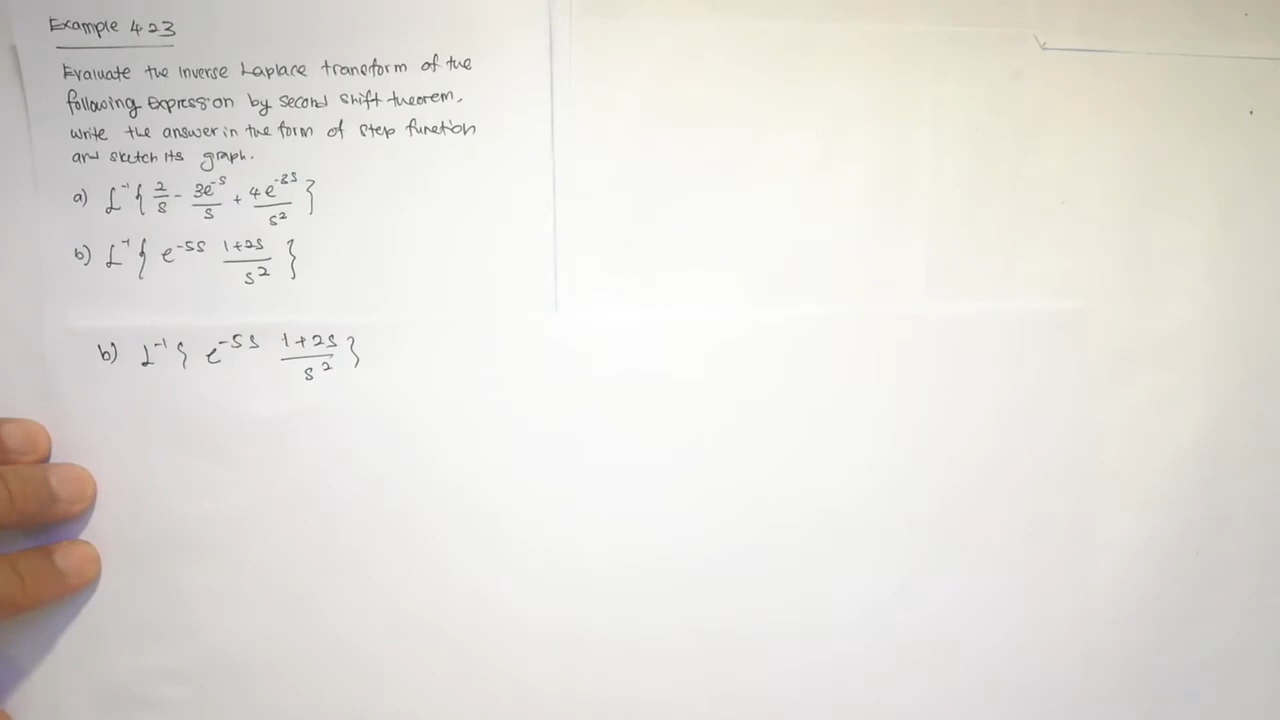 Example 4.23
Evaluate the inverse Laplace transform of the
following expression by second shift theorem,
write the answer in the form of step function
and sketch its graph.
a) L⁻¹{ 2/s - 3e⁻ˢ/s + 4e⁻³ˢ/s² }
b) L⁻¹{ e⁻⁵ˢ (1+2s)/s² }
b) L⁻¹{ e⁻⁵ˢ (1+2s)/s² }